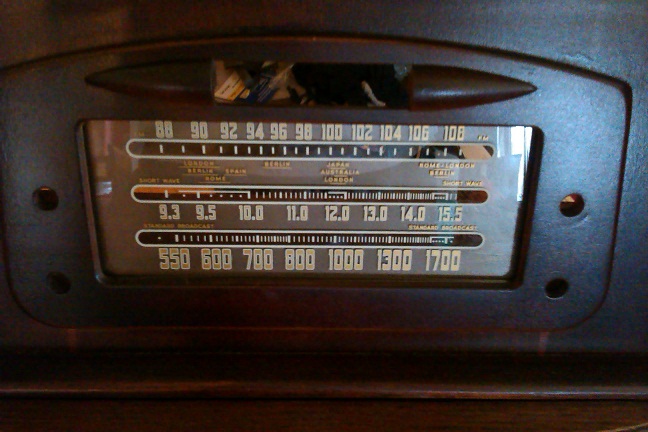 88 90 92 94 96 98 100 102 104 106 108 FM
LONDON BERLIN JAPAN ROME-LONDON
BERLIN SPAIN AUSTRALIA BERLIN
ROME LONDON
SHORT WAVE SHORT WAVE
9.3 9.5 10.0 11.0 12.0 13.0 14.0 15.5
STANDARD BROADCAST STANDARD BROADCAST
550 600 700 800 1000 1300 1700